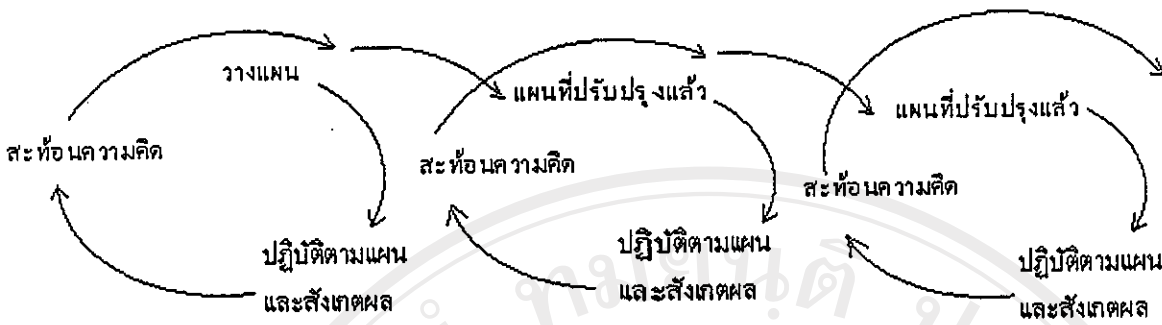 วางแผน
สะท้อนความคิด
ปฏิบัติตามแผน
และสังเกตผล
แผนที่ปรับปรุงแล้ว
สะท้อนความคิด
ปฏิบัติตามแผน
และสังเกตผล
แผนที่ปรับปรุงแล้ว
สะท้อนความคิด
ปฏิบัติตามแผน
และสังเกตผล